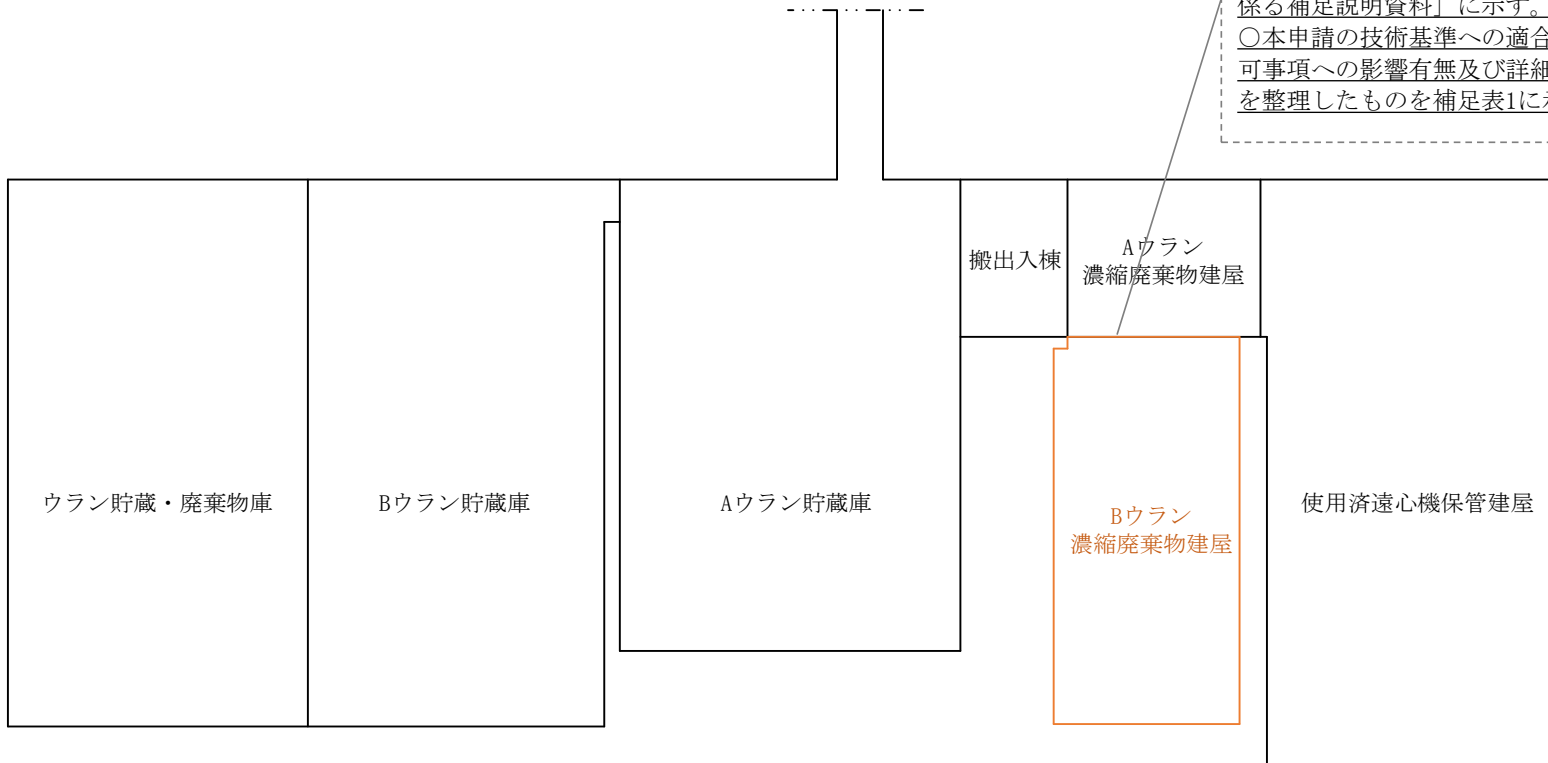 係る補足説明資料」に示す。
○本申請の技術基準への適合
可事項への影響有無及び詳細
を整理したものを補足表1に
搬出入棟
Aウラン
濃縮廃棄物建屋
ウラン貯蔵・廃棄物庫
Bウラン貯蔵庫
Aウラン貯蔵庫
Bウラン
濃縮廃棄物建屋
使用済遠心機保管建屋